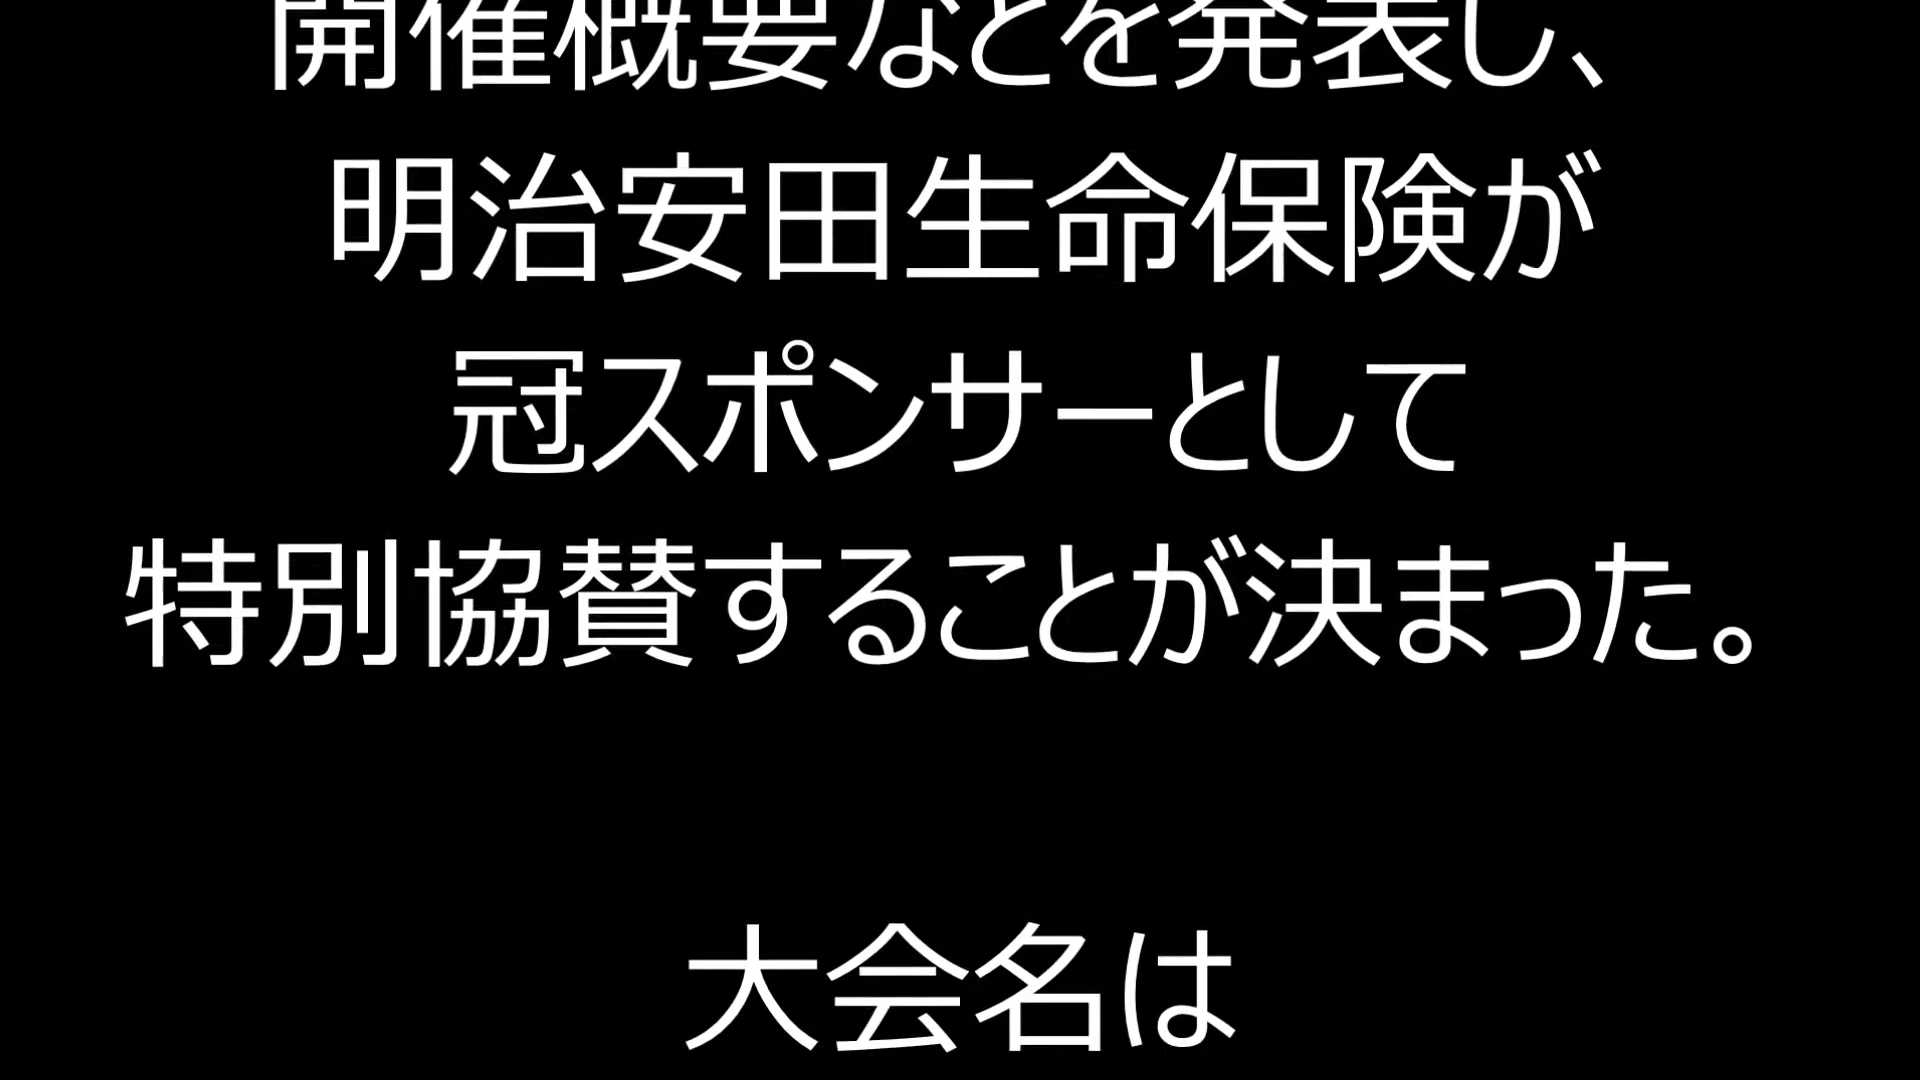 開催概要などを発表し、
明治安田生命保険が
冠スポンサーとして
特別協賛することが決まった。
大会名は